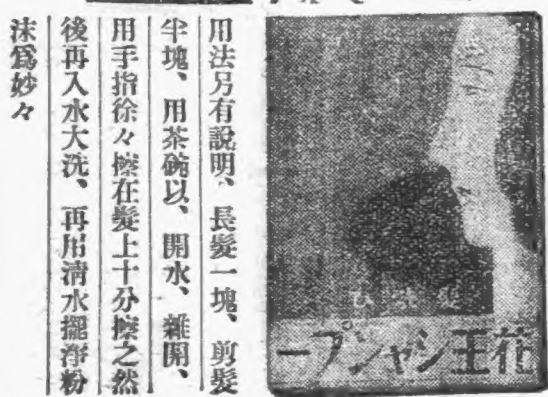 花王シャンプー
用法另有説明、長髮一塊、剪髮
半塊、用茶碗以、開水、雜開、
用手指徐々擦在髮上十分擦之然
後再入水大洗、再用清水擺淨粉
沫爲妙々